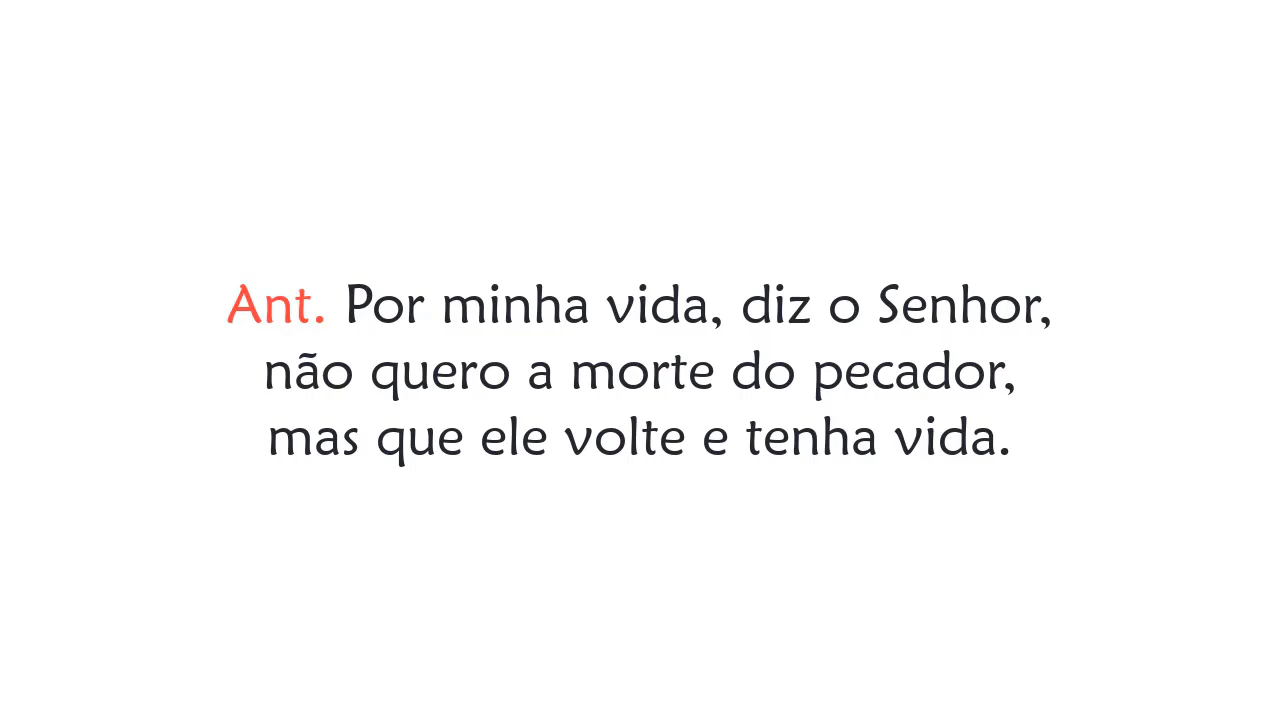 Ant. Por minha vida, diz o Senhor,
não quero a morte do pecador,
mas que ele volte e tenha vida.